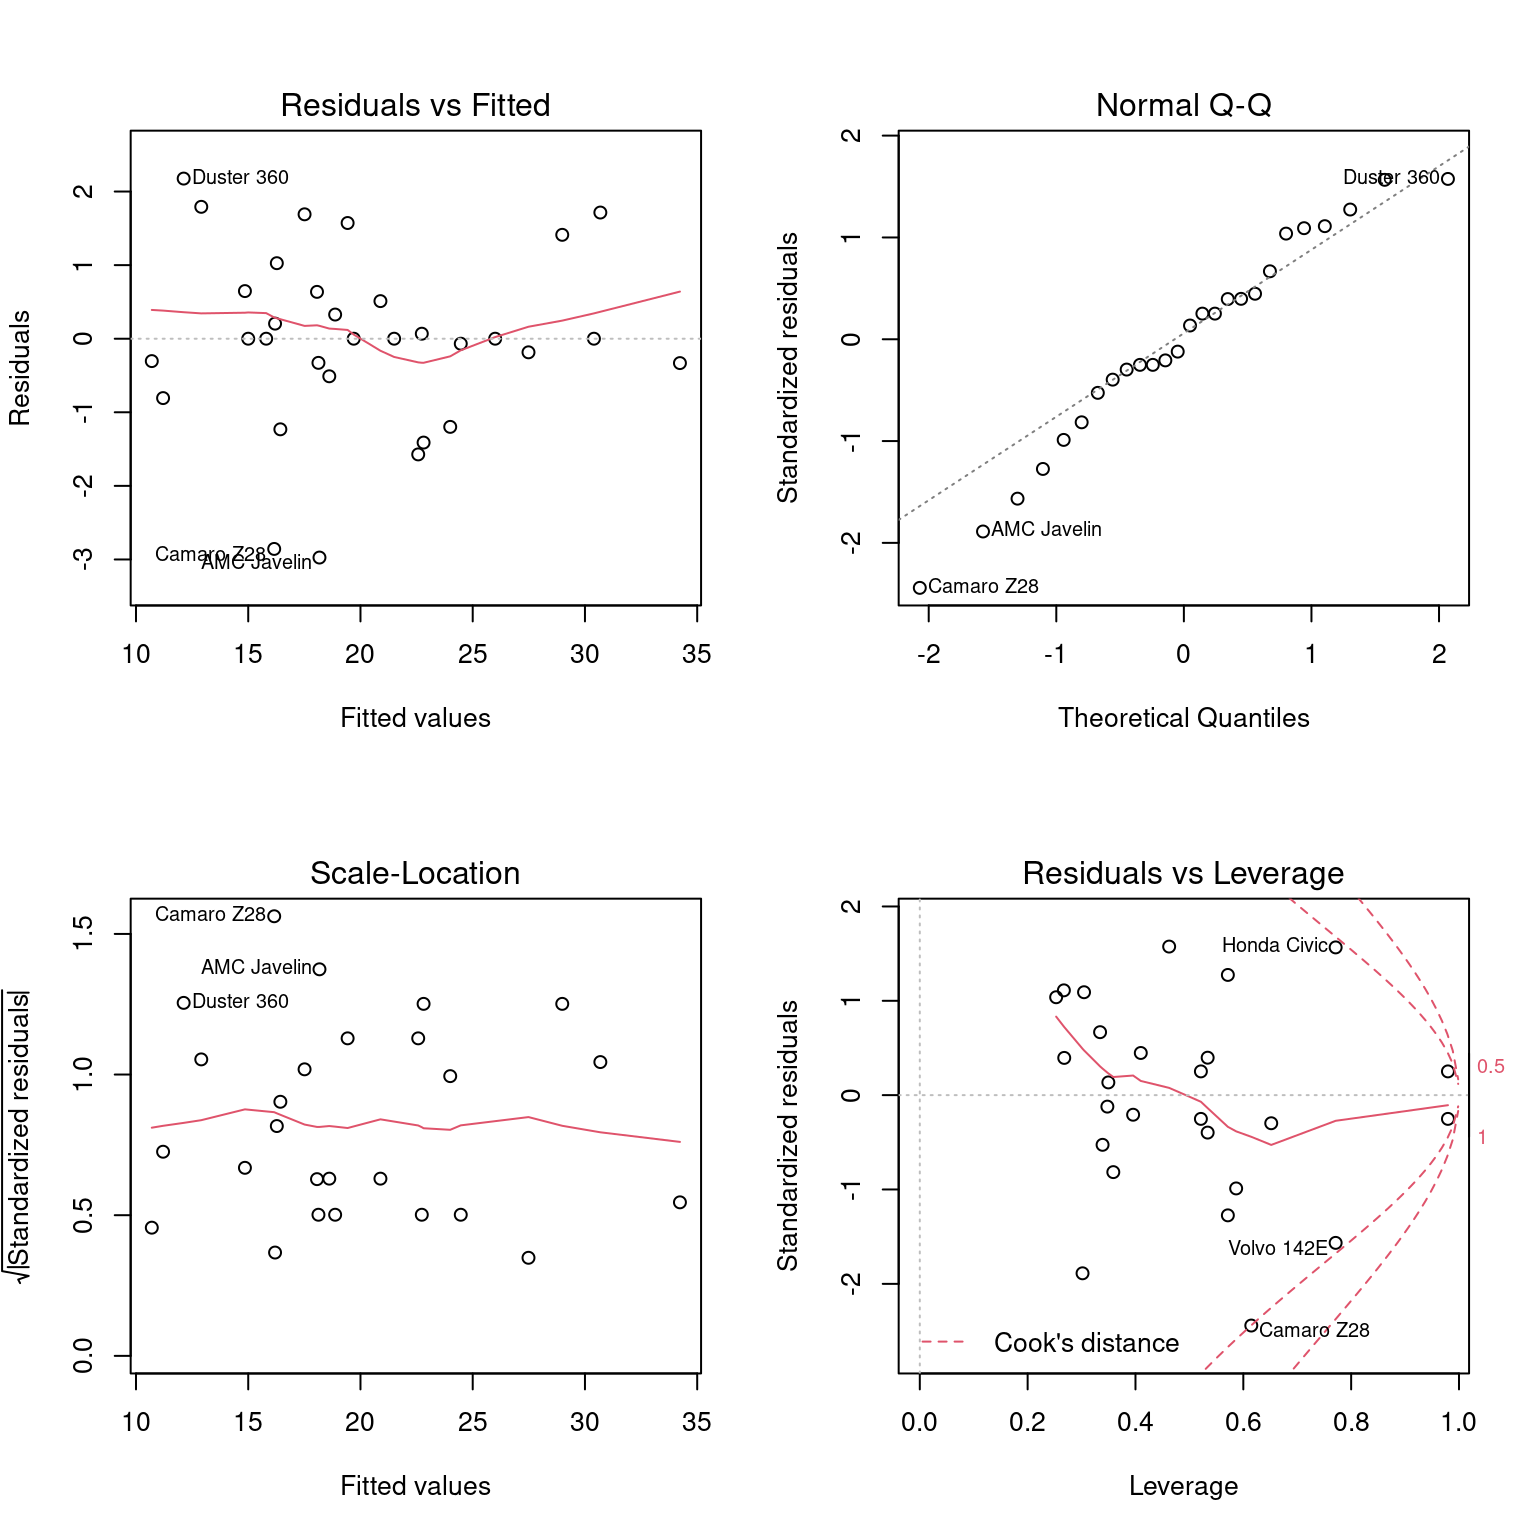 Residuals vs Fitted
Residuals
2
1
0
-1
-2
-3
Duster 360
Camaro Z28
AMC Javelin
10 15 20 25 30 35
Fitted values
Normal Q-Q
Standardized residuals
2
1
0
-1
-2
Duster 360
AMC Javelin
Camaro Z28
-2 -1 0 1 2
Theoretical Quantiles
Scale-Location
√|Standardized residuals|
1.5
1.0
0.5
0.0
Camaro Z28
AMC Javelin
Duster 360
10 15 20 25 30 35
Fitted values
Residuals vs Leverage
Standardized residuals
2
1
0
-1
-2
Honda Civic
0.5
1
Volvo 142E
Camaro Z28
Cook's distance
0.0 0.2 0.4 0.6 0.8 1.0
Leverage